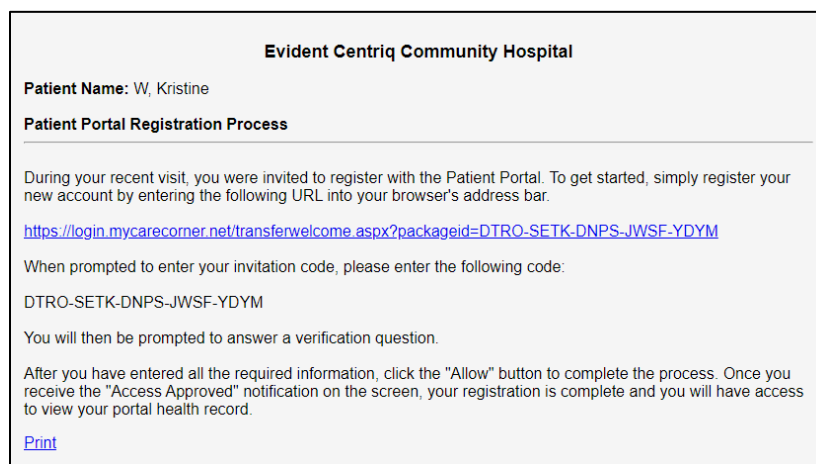 Evident Centriq Community Hospital
Patient Name: W, Kristine
Patient Portal Registration Process
During your recent visit, you were invited to register with the Patient Portal. To get started, simply register your
new account by entering the following URL into your browser's address bar.
https://login.mycarecorner.net/transferwelcome.aspx?packageid=DTRO-SETK-DNPS-JWSF-YDYM
When prompted to enter your invitation code, please enter the following code:
DTRO-SETK-DNPS-JWSF-YDYM
You will then be prompted to answer a verification question.
After you have entered all the required information, click the "Allow" button to complete the process. Once you
receive the "Access Approved" notification on the screen, your registration is complete and you will have access
to view your portal health record.
Print